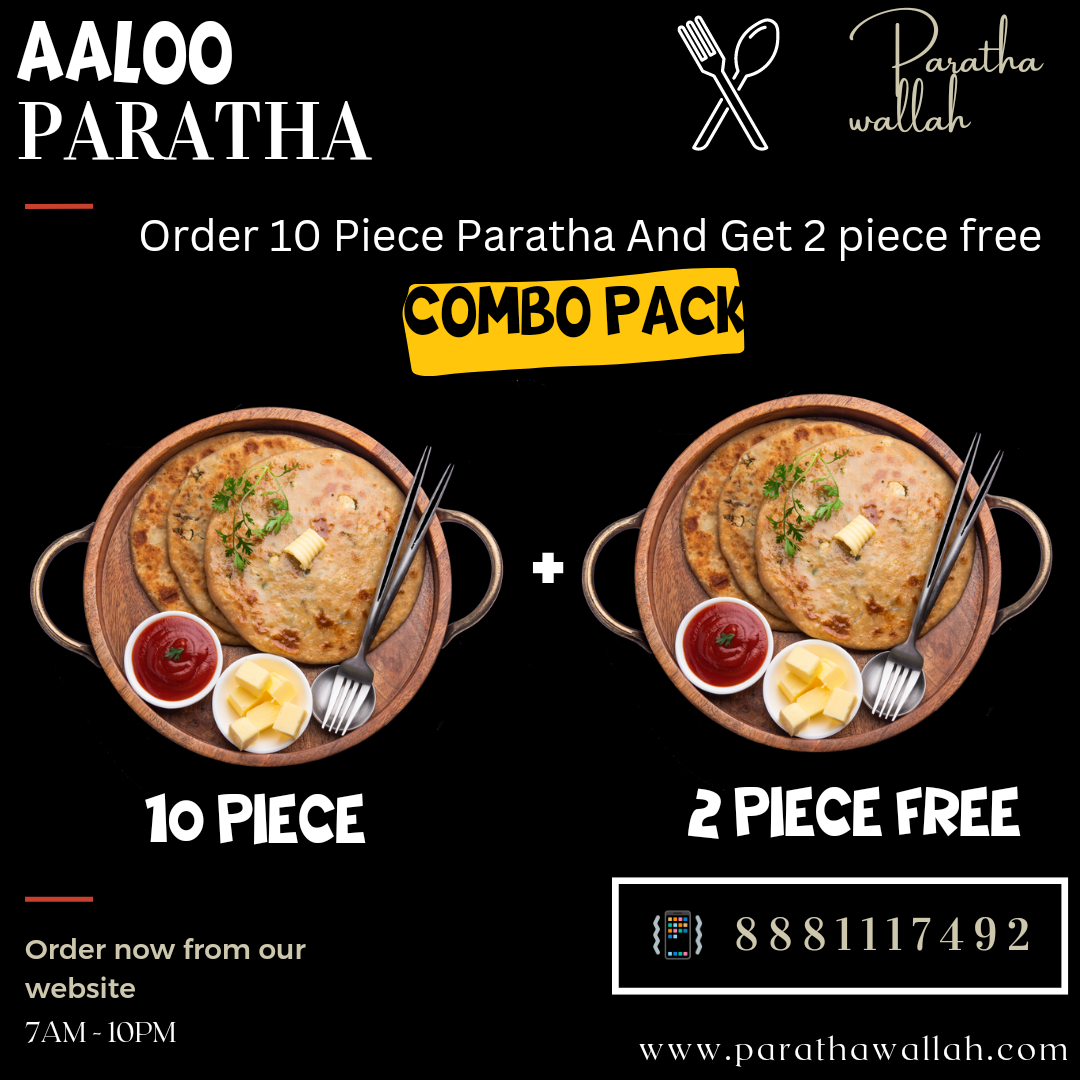 AALOO
PARATHA
Paratha
wallah
Order 10 Piece Paratha And Get 2 piece free
COMBO PACK
+
10 PIECE
2 PIECE FREE
Order now from our
website
7AM - 10PM
8881117492
www.parathawallah.com